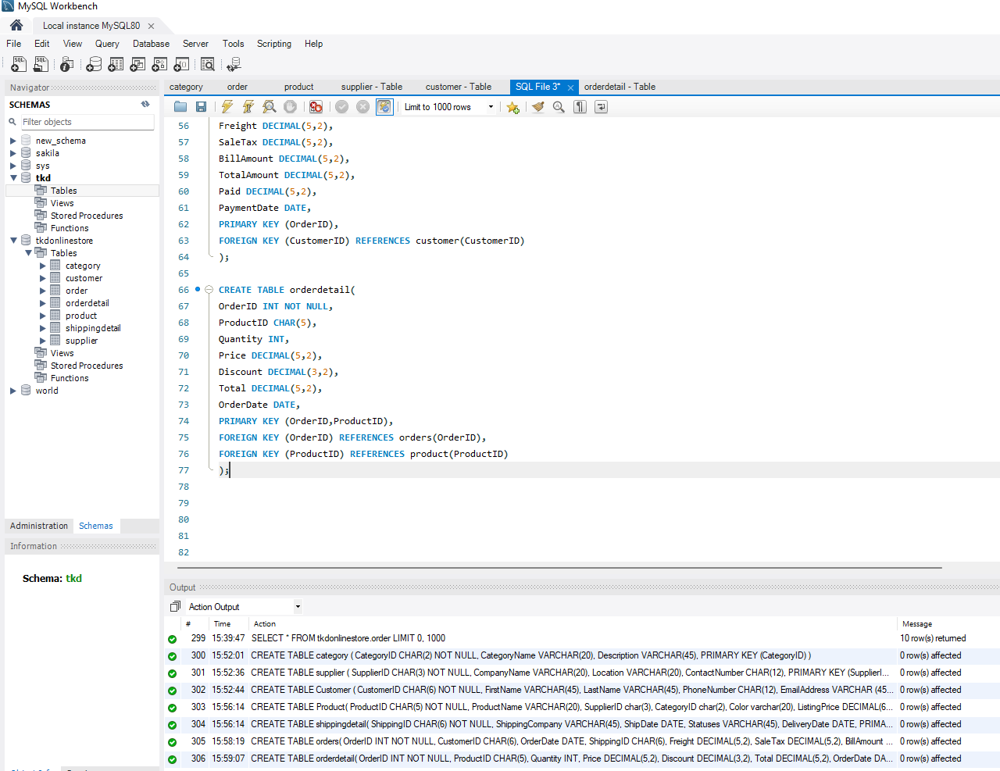 MySQL Workbench
Local instance MySQL80
File Edit View Query Database Server Tools Scripting Help
Navigator
SCHEMAS
Filter objects
new_schema
sakila
sys
tkd
Tables
Views
Stored Procedures
Functions
tkdonlinestore
Tables
category
customer
order
orderdetail
product
shippingdetail
supplier
Views
Stored Procedures
Functions
world
Administration Schemas
Information
Schema: tkd
category order product supplier - Table customer - Table SQL File 3* orderdetail - Table
Limit to 1000 rows
56 Freight DECIMAL(5,2),
57 SaleTax DECIMAL(5,2),
58 BillAmount DECIMAL(5,2),
59 TotalAmount DECIMAL(5,2),
60 Paid DECIMAL(5,2),
61 PaymentDate DATE,
62 PRIMARY KEY (OrderID),
63 FOREIGN KEY (CustomerID) REFERENCES customer(CustomerID)
64 );
65
66 CREATE TABLE orderdetail(
67 OrderID INT NOT NULL,
68 ProductID CHAR(5),
69 Quantity INT,
70 Price DECIMAL(5,2),
71 Discount DECIMAL(3,2),
72 Total DECIMAL(5,2),
73 OrderDate DATE,
74 PRIMARY KEY (OrderID,ProductID),
75 FOREIGN KEY (OrderID) REFERENCES orders(OrderID),
76 FOREIGN KEY (ProductID) REFERENCES product(ProductID)
77 );
78
79
80
81
82
Output
Action Output
# Time Action Message
299 15:39:47 SELECT * FROM tkdonlinestore.order LIMIT 0, 1000 10 row(s) returned
300 15:52:01 CREATE TABLE category ( CategoryID CHAR(2) NOT NULL, CategoryName VARCHAR(20), Description VARCHAR(45), PRIMARY KEY (CategoryID) ) 0 row(s) affected
301 15:52:36 CREATE TABLE supplier ( SupplierID CHAR(3) NOT NULL, CompanyName VARCHAR(20), Location VARCHAR(20), ContactNumber CHAR(12), PRIMARY KEY (SupplierI... 0 row(s) affected
302 15:52:44 CREATE TABLE Customer ( CustomerID CHAR(6) NOT NULL, FirstName VARCHAR(45), LastName VARCHAR(45), PhoneNumber CHAR(12), EmailAddress VARCHAR (45... 0 row(s) affected
303 15:56:14 CREATE TABLE Product( ProductID CHAR(5) NOT NULL, ProductName VARCHAR(20), SupplierID char(3), CategoryID char(2), Color varchar(20), ListingPrice DECIMAL(6... 0 row(s) affected
304 15:56:14 CREATE TABLE shippingdetail( ShippingID CHAR(6) NOT NULL, ShippingCompany VARCHAR(45), ShipDate DATE, Statuses VARCHAR(45), DeliveryDate DATE, PRIMA... 0 row(s) affected
305 15:58:19 CREATE TABLE orders( OrderID INT NOT NULL, CustomerID CHAR(6), OrderDate DATE, ShippingID CHAR(6), Freight DECIMAL(5,2), SaleTax DECIMAL(5,2), BillAmount ... 0 row(s) affected
306 15:59:07 CREATE TABLE orderdetail( OrderID INT NOT NULL, ProductID CHAR(5), Quantity INT, Price DECIMAL(5,2), Discount DECIMAL(3,2), Total DECIMAL(5,2), OrderDate DA... 0 row(s) affected